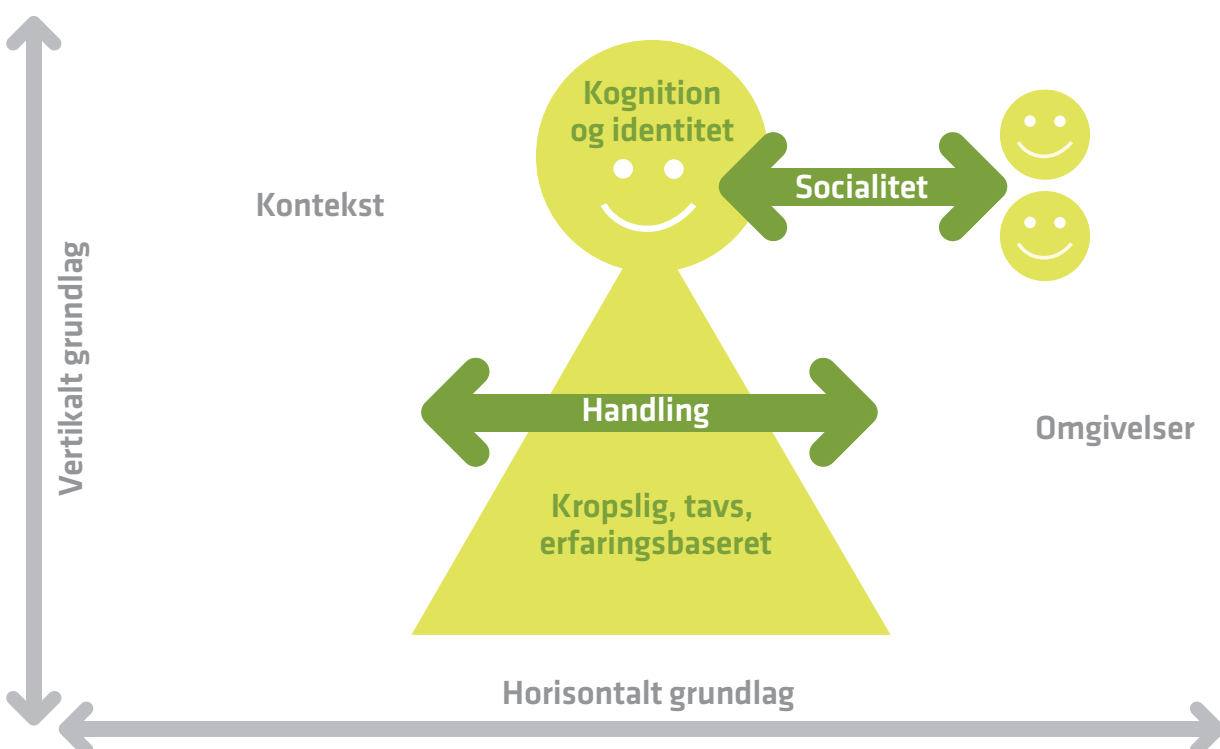 Kognition
og identitet
Socialitet
Kontekst
Vertikalt grundlag
Handling
Omgivelser
Kropslig, tavs,
erfaringsbaseret
Horisontalt grundlag